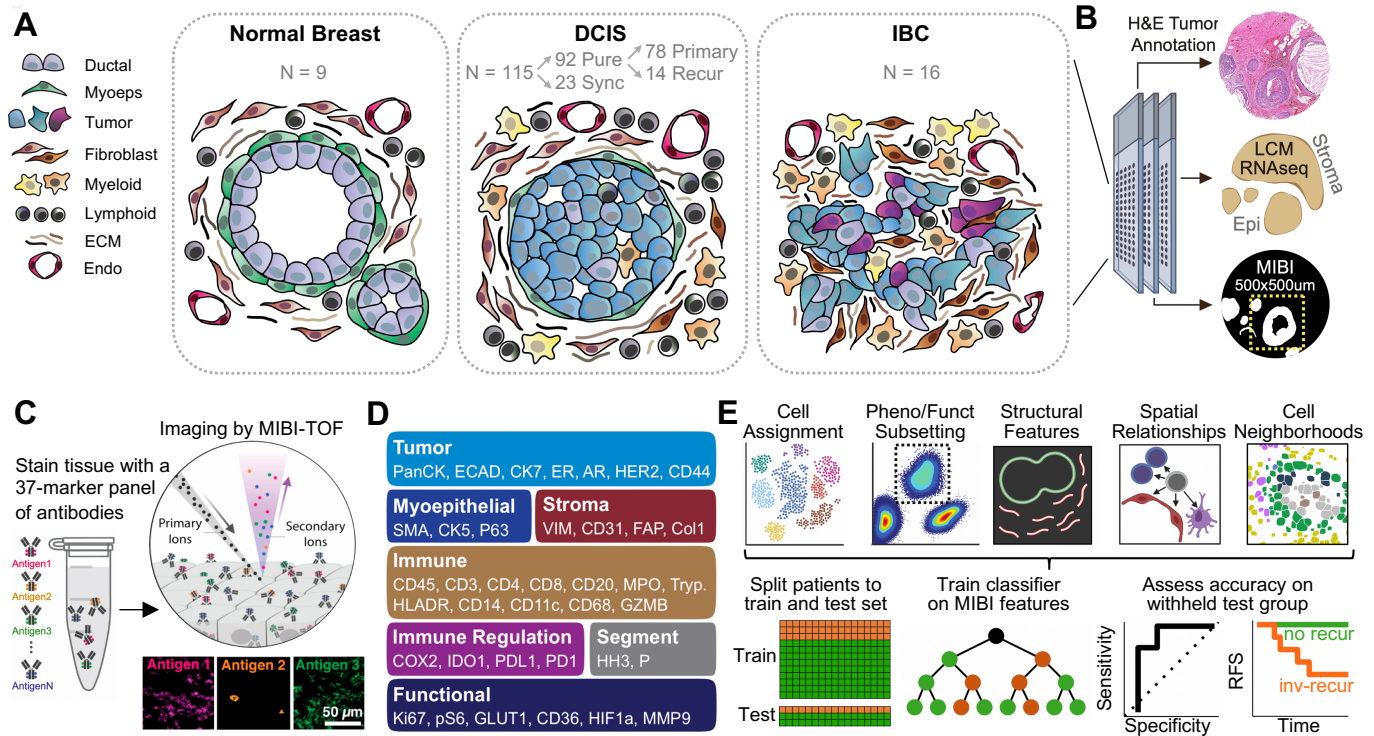 A
Normal Breast
N = 9
DCIS
N = 115
92 Pure
23 Sync
78 Primary
14 Recur
IBC
N = 16
Ductal
Myoeps
Tumor
Fibroblast
Myeloid
Lymphoid
ECM
Endo
B
H&E Tumor
Annotation
LCM
RNAseq
Stroma
Epi
MIBI
500x500um
C
Imaging by MIBI-TOF
Stain tissue with a
37-marker panel
of antibodies
Primary
Ions
Secondary
Ions
Antigen1
Antigen2
Antigen3
AntigenN
Antigen 1
Antigen 2
Antigen 3
50 µm
D
Tumor
PanCK, ECAD, CK7, ER, AR, HER2, CD44
Myoepithelial
SMA, CK5, P63
Stroma
VIM, CD31, FAP, Col1
Immune
CD45, CD3, CD4, CD8, CD20, MPO, Tryp.
HLADR, CD14, CD11c, CD68, GZMB
Immune Regulation
COX2, IDO1, PDL1, PD1
Segment
HH3, P
Functional
Ki67, pS6, GLUT1, CD36, HIF1a, MMP9
E
Cell
Assignment
Pheno/Funct
Subsetting
Structural
Features
Spatial
Relationships
Cell
Neighborhoods
Split patients to
train and test set
Train
Test
Train classifier
on MIBI features
Assess accuracy on
withheld test group
Sensitivity
Specificity
RFS
no recur
inv-recur
Time